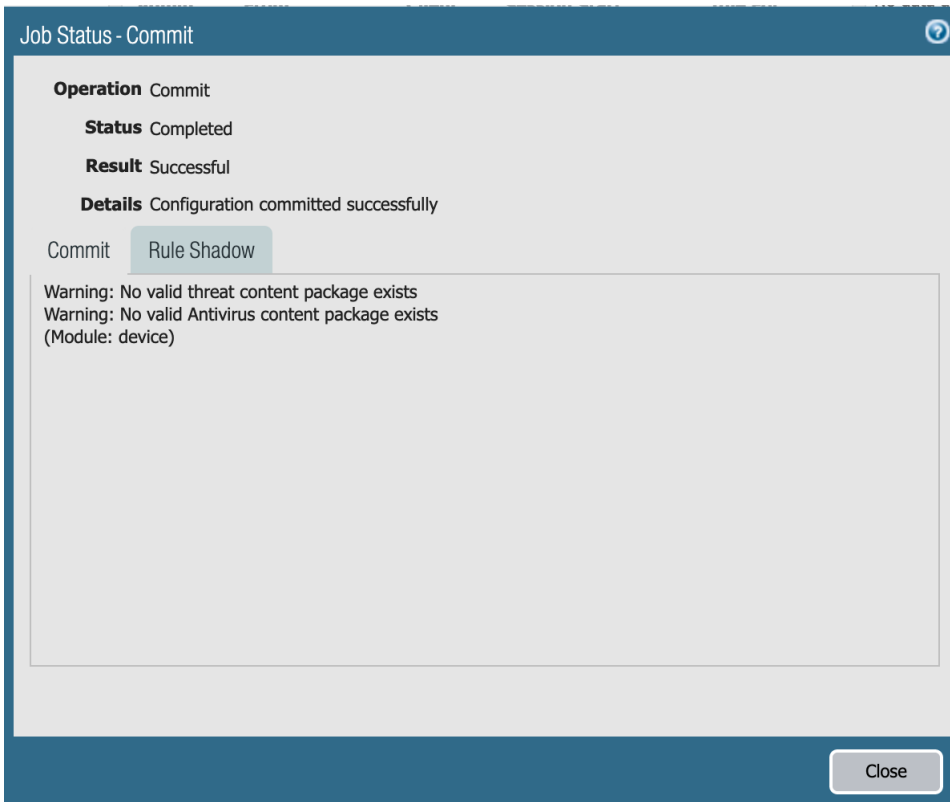 Job Status - Commit
Operation Commit
Status Completed
Result Successful
Details Configuration committed successfully
Commit Rule Shadow
Warning: No valid threat content package exists
Warning: No valid Antivirus content package exists
(Module: device)
Close